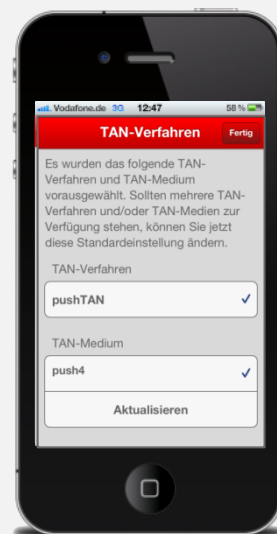 Vodafone.de 3G 12:47 58 %
TAN-Verfahren Fertig
Es wurden das folgende TAN-
Verfahren und TAN-Medium
vorausgewählt. Sollten mehrere TAN-
Verfahren und/oder TAN-Medien zur
Verfügung stehen, können Sie jetzt
diese Standardeinstellung ändern.
TAN-Verfahren
pushTAN
TAN-Medium
push4
Aktualisieren